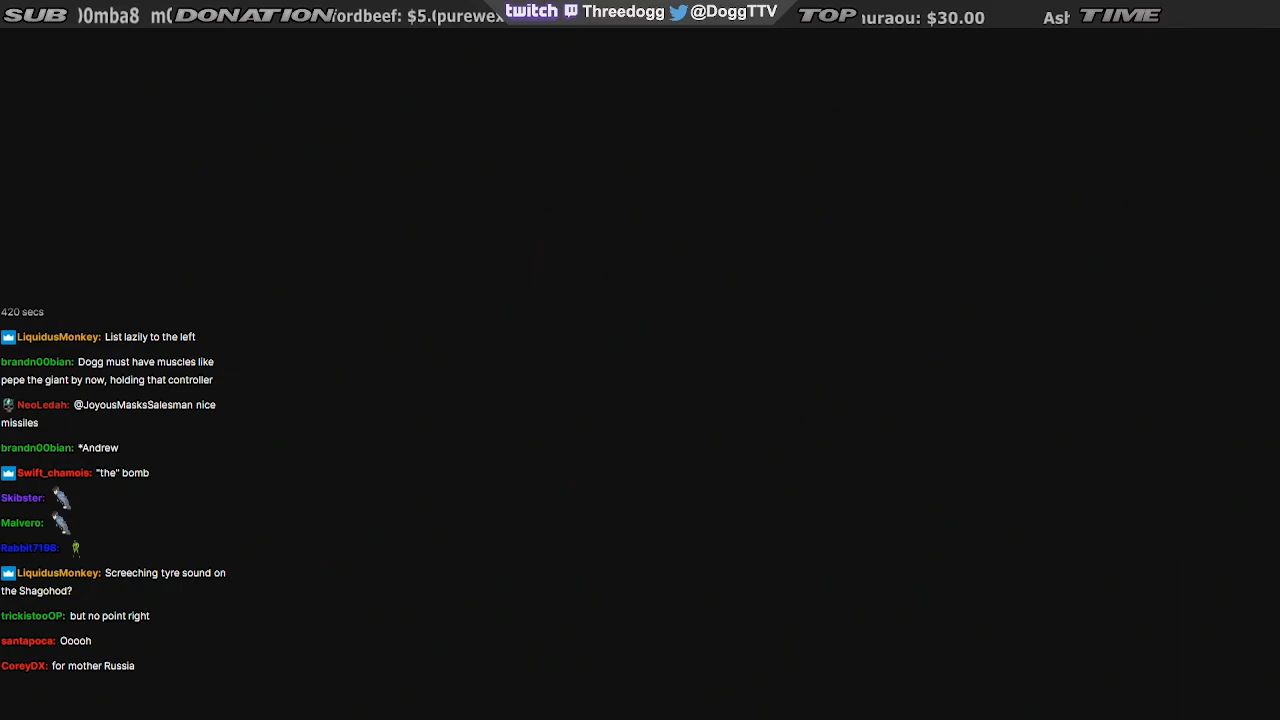 SUB 00mba8 m0 DONATION ordbeef: $5.(purewex twitch Threedogg @DoggTTV TOP uraou: $30.00 Ash TIME
420 secs
LiquidusMonkey: List lazily to the left
brandn00bian: Dogg must have muscles like
pepe the giant by now, holding that controller
NeoLedah: @JoyousMasksSalesman nice
missiles
brandn00bian: *Andrew
Swift_chamois: "the" bomb
Skibster:
Malvero:
Rabbit7198:
LiquidusMonkey: Screeching tyre sound on
the Shagohod?
trickistooOP: but no point right
santapoca: Ooooh
CoreyDX: for mother Russia